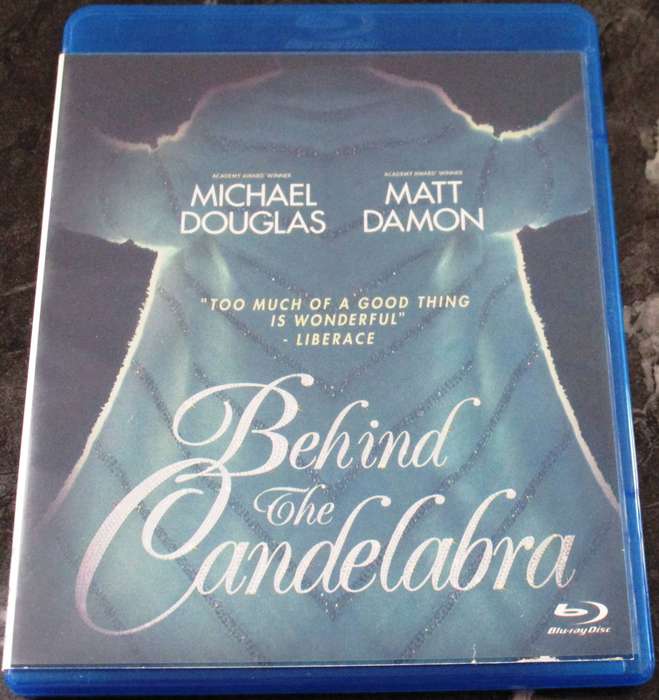 ACADEMY AWARD® WINNER
MICHAEL
DOUGLAS
ACADEMY AWARD® WINNER
MATT
DAMON
"TOO MUCH OF A GOOD THING
IS WONDERFUL"
- LIBERACE
Behind
The
Candelabra
Blu-ray Disc